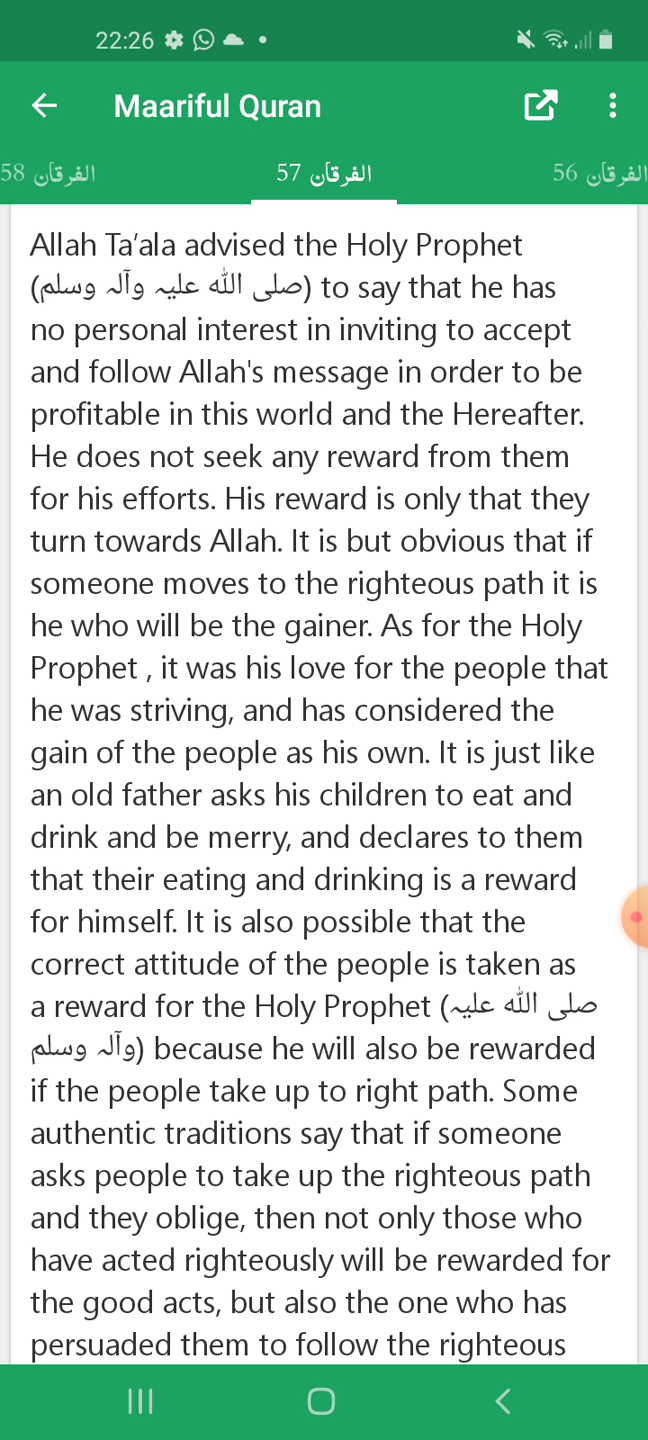 22:26
Maariful Quran
58 الفرقان
57 الفرقان
56 الفرقان
Allah Ta’ala advised the Holy Prophet
(صلی اللہ علیہ وآلہ وسلم) to say that he has
no personal interest in inviting to accept
and follow Allah's message in order to be
profitable in this world and the Hereafter.
He does not seek any reward from them
for his efforts. His reward is only that they
turn towards Allah. It is but obvious that if
someone moves to the righteous path it is
he who will be the gainer. As for the Holy
Prophet , it was his love for the people that
he was striving, and has considered the
gain of the people as his own. It is just like
an old father asks his children to eat and
drink and be merry, and declares to them
that their eating and drinking is a reward
for himself. It is also possible that the
correct attitude of the people is taken as
a reward for the Holy Prophet (صلی اللہ علیہ
وآلہ وسلم) because he will also be rewarded
if the people take up to right path. Some
authentic traditions say that if someone
asks people to take up the righteous path
and they oblige, then not only those who
have acted righteously will be rewarded for
the good acts, but also the one who has
persuaded them to follow the righteous